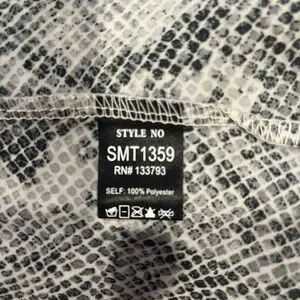 STYLE NO
SMT1359
RN# 133793
SELF: 100% Polyester